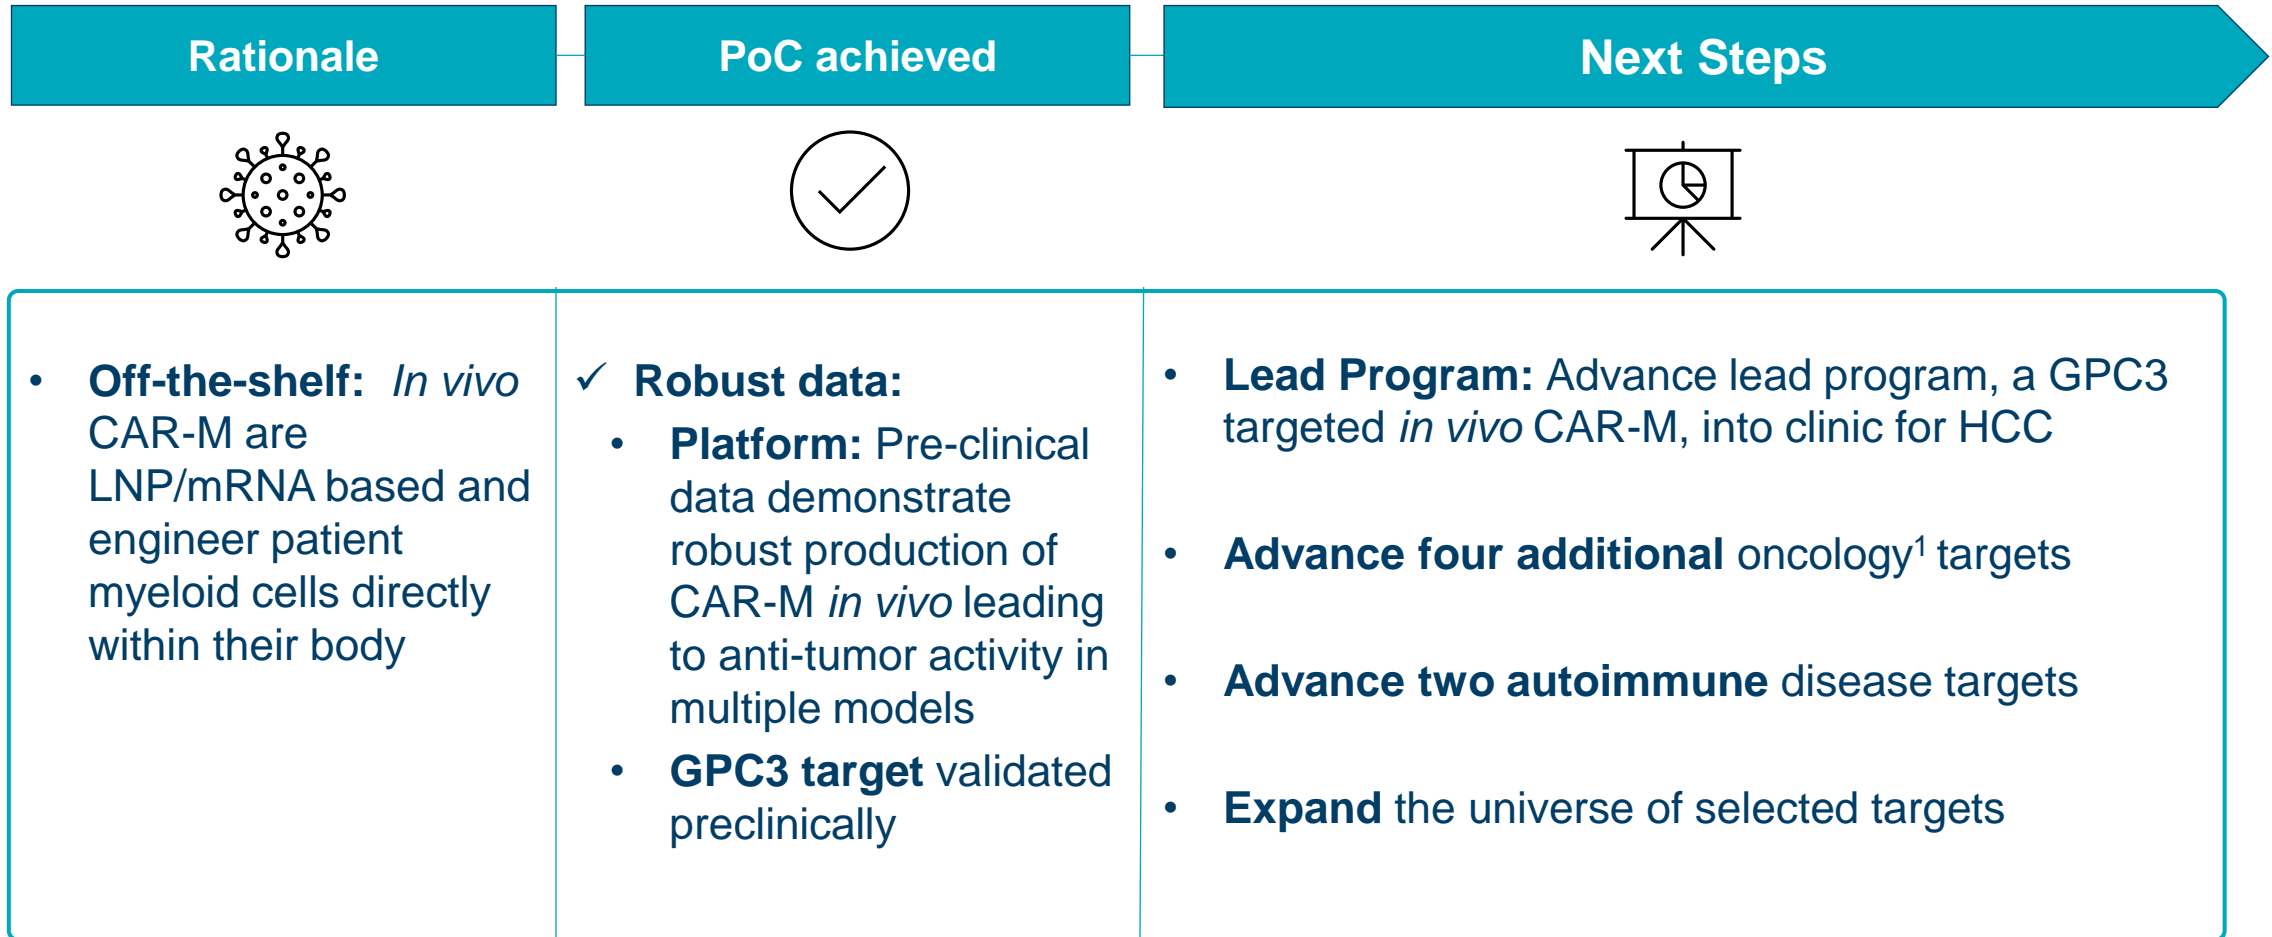 Rationale
PoC achieved
Next Steps
• Off-the-shelf: In vivo
CAR-M are
LNP/mRNA based and
engineer patient
myeloid cells directly
within their body
✓ Robust data:
• Platform: Pre-clinical
data demonstrate
robust production of
CAR-M in vivo leading
to anti-tumor activity in
multiple models
• GPC3 target validated
preclinically
• Lead Program: Advance lead program, a GPC3
targeted in vivo CAR-M, into clinic for HCC
• Advance four additional oncology¹ targets
• Advance two autoimmune disease targets
• Expand the universe of selected targets